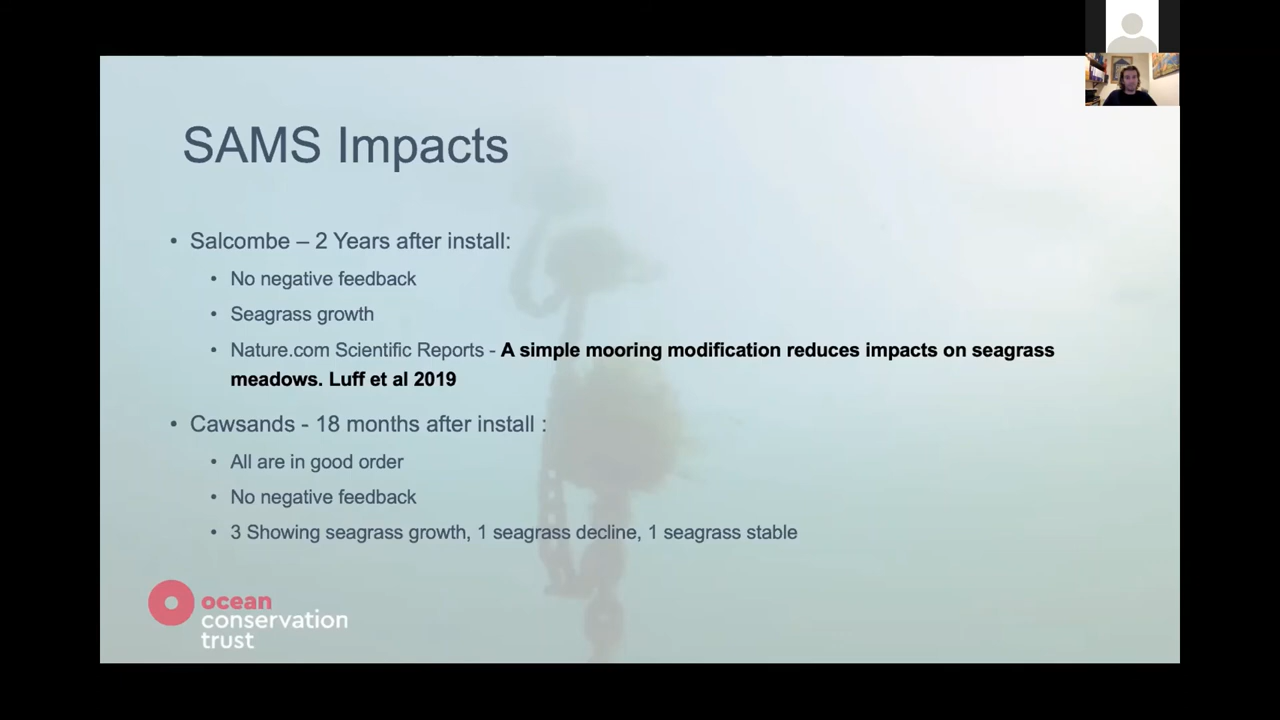 SAMS Impacts
• Salcombe – 2 Years after install:
• No negative feedback
• Seagrass growth
• Nature.com Scientific Reports - A simple mooring modification reduces impacts on seagrass
meadows. Luff et al 2019
• Cawsands - 18 months after install :
• All are in good order
• No negative feedback
• 3 Showing seagrass growth, 1 seagrass decline, 1 seagrass stable
ocean
conservation
trust